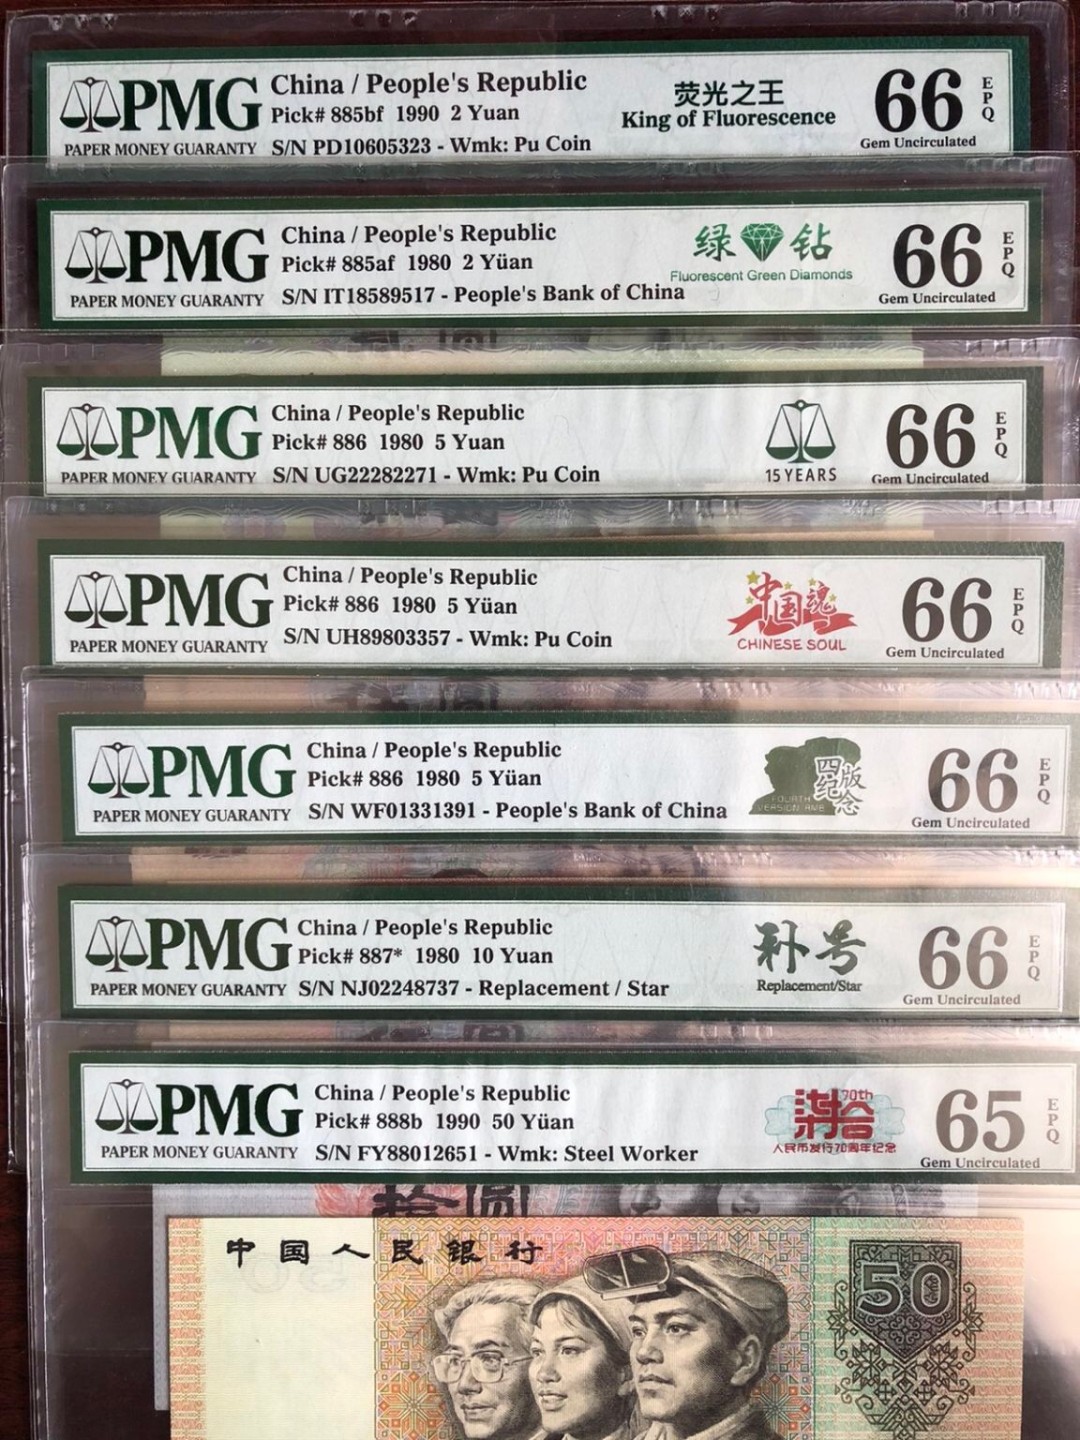 PMG
PAPER MONEY GUARANTY
China / People's Republic
Pick# 885bf 1990 2 Yuan
S/N PD10605323 - Wmk: Pu Coin
荧光之王
King of Fluorescence
66
EPQ
Gem Uncirculated
PMG
PAPER MONEY GUARANTY
China / People's Republic
Pick# 885af 1980 2 Yüan
S/N IT18589517 - People's Bank of China
绿钻
Fluorescent Green Diamonds
66
EPQ
Gem Uncirculated
PMG
PAPER MONEY GUARANTY
China / People's Republic
Pick# 886 1980 5 Yuan
S/N UG22282271 - Wmk: Pu Coin
15 YEARS
66
EPQ
Gem Uncirculated
PMG
PAPER MONEY GUARANTY
China / People's Republic
Pick# 886 1980 5 Yüan
S/N UH89803357 - Wmk: Pu Coin
中国魂
CHINESE SOUL
66
EPQ
Gem Uncirculated
PMG
PAPER MONEY GUARANTY
China / People's Republic
Pick# 886 1980 5 Yüan
S/N WF01331391 - People's Bank of China
四版
纪念
FOURTH
66
EPQ
Gem Uncirculated
PMG
PAPER MONEY GUARANTY
China / People's Republic
Pick# 887* 1980 10 Yuan
S/N NJ02248737 - Replacement / Star
补号
Replacement/Star
66
EPQ
Gem Uncirculated
PMG
PAPER MONEY GUARANTY
China / People's Republic
Pick# 888b 1990 50 Yüan
S/N FY88012651 - Wmk: Steel Worker
70th
柒拾
人民币发行70周年纪念
65
EPQ
Gem Uncirculated
拾圆
中国人民银行
50